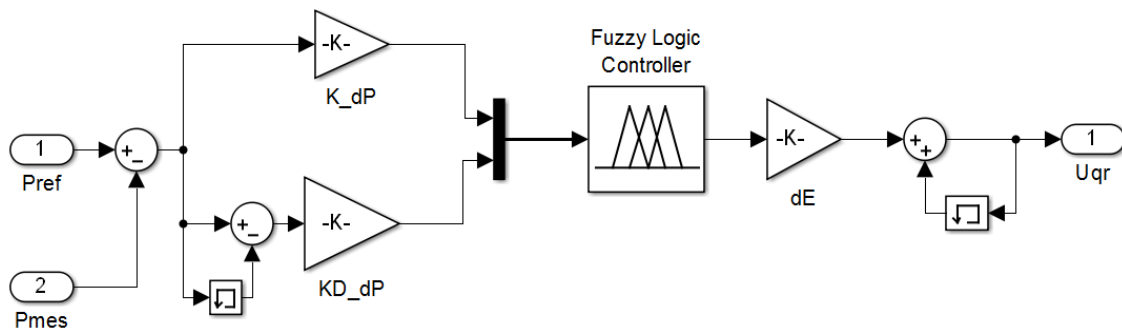 Fuzzy Logic
Controller
-K-
K_dP
1
Pref
+
-
-K-
dE
+
+
1
Uqr
+
-
-K-
KD_dP
2
Pmes